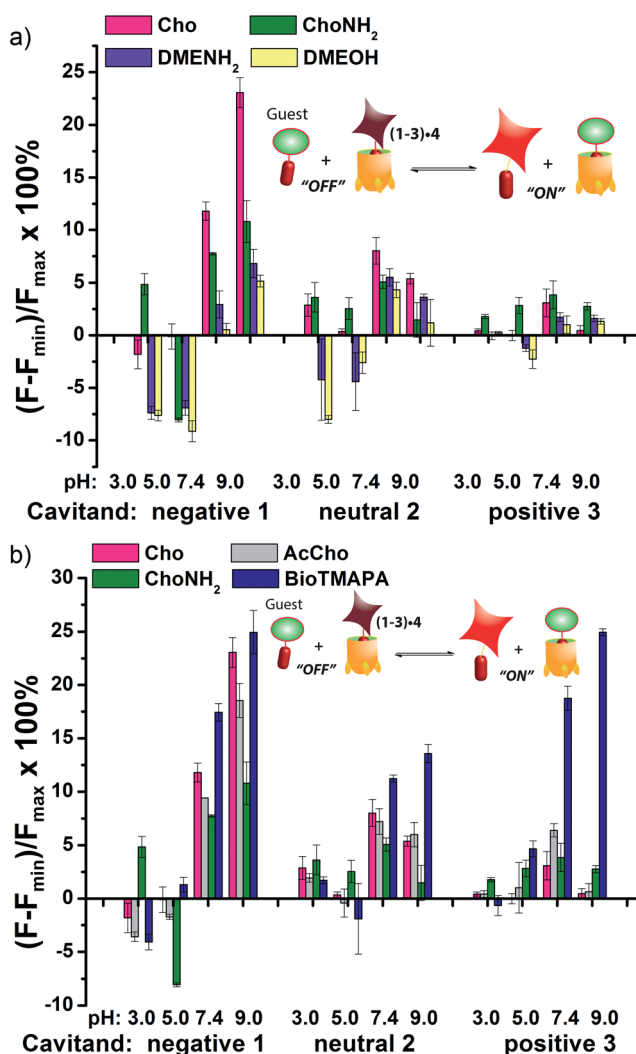 a)
Cho
ChoNH2
DMENH2
DMEOH
(F-Fmin)/Fmax x 100%
25
20
15
10
5
0
-5
-10
Guest
(1-3)•4
+
"OFF"
+
"ON"
pH: 3.0 5.0 7.4 9.0 3.0 5.0 7.4 9.0 3.0 5.0 7.4 9.0
Cavitand: negative 1 neutral 2 positive 3
b)
Cho
AcCho
ChoNH2
BioTMAPA
(F-Fmin)/Fmax x 100%
30
25
20
15
10
5
0
-5
-10
Guest
(1-3)•4
+
"OFF"
+
"ON"
pH: 3.0 5.0 7.4 9.0 3.0 5.0 7.4 9.0 3.0 5.0 7.4 9.0
Cavitand: negative 1 neutral 2 positive 3